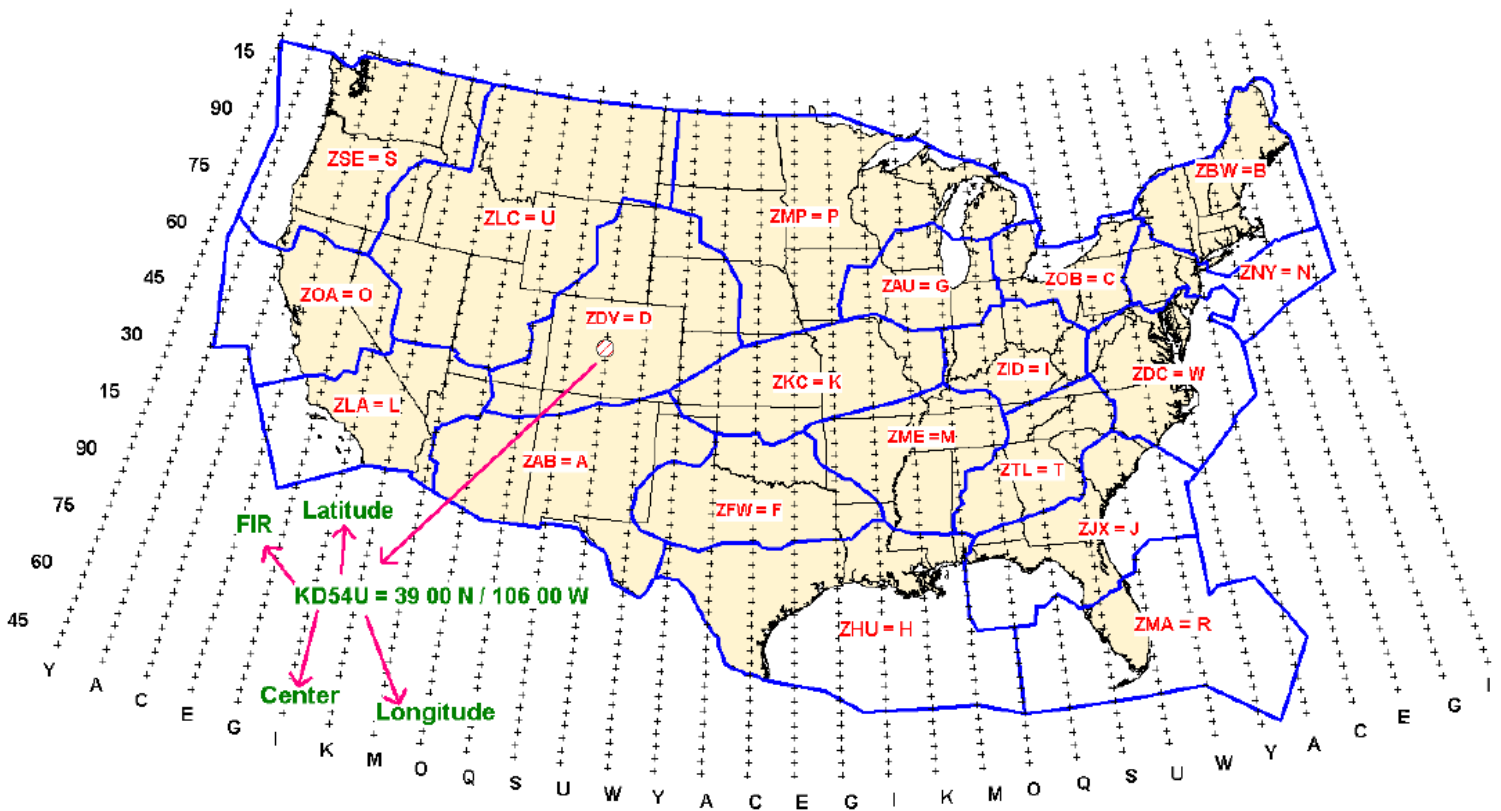 15
90
75
60
45
30
15
90
75
60
45
ZSE = S
ZLC = U
ZMP = P
ZBW = B
ZOA = O
ZDV = D
ZAU = G
ZOB = C
ZNY = N
ZLA = L
ZKC = K
ZID = I
ZDC = W
ZAB = A
ZME = M
ZTL = T
ZFW = F
ZJX = J
ZHU = H
ZMA = R
FIR
Latitude
KD54U = 39 00 N / 106 00 W
Center
Longitude
Y A C E G I K M O Q S U W Y A C E G I K M O Q S U W Y A C E G I